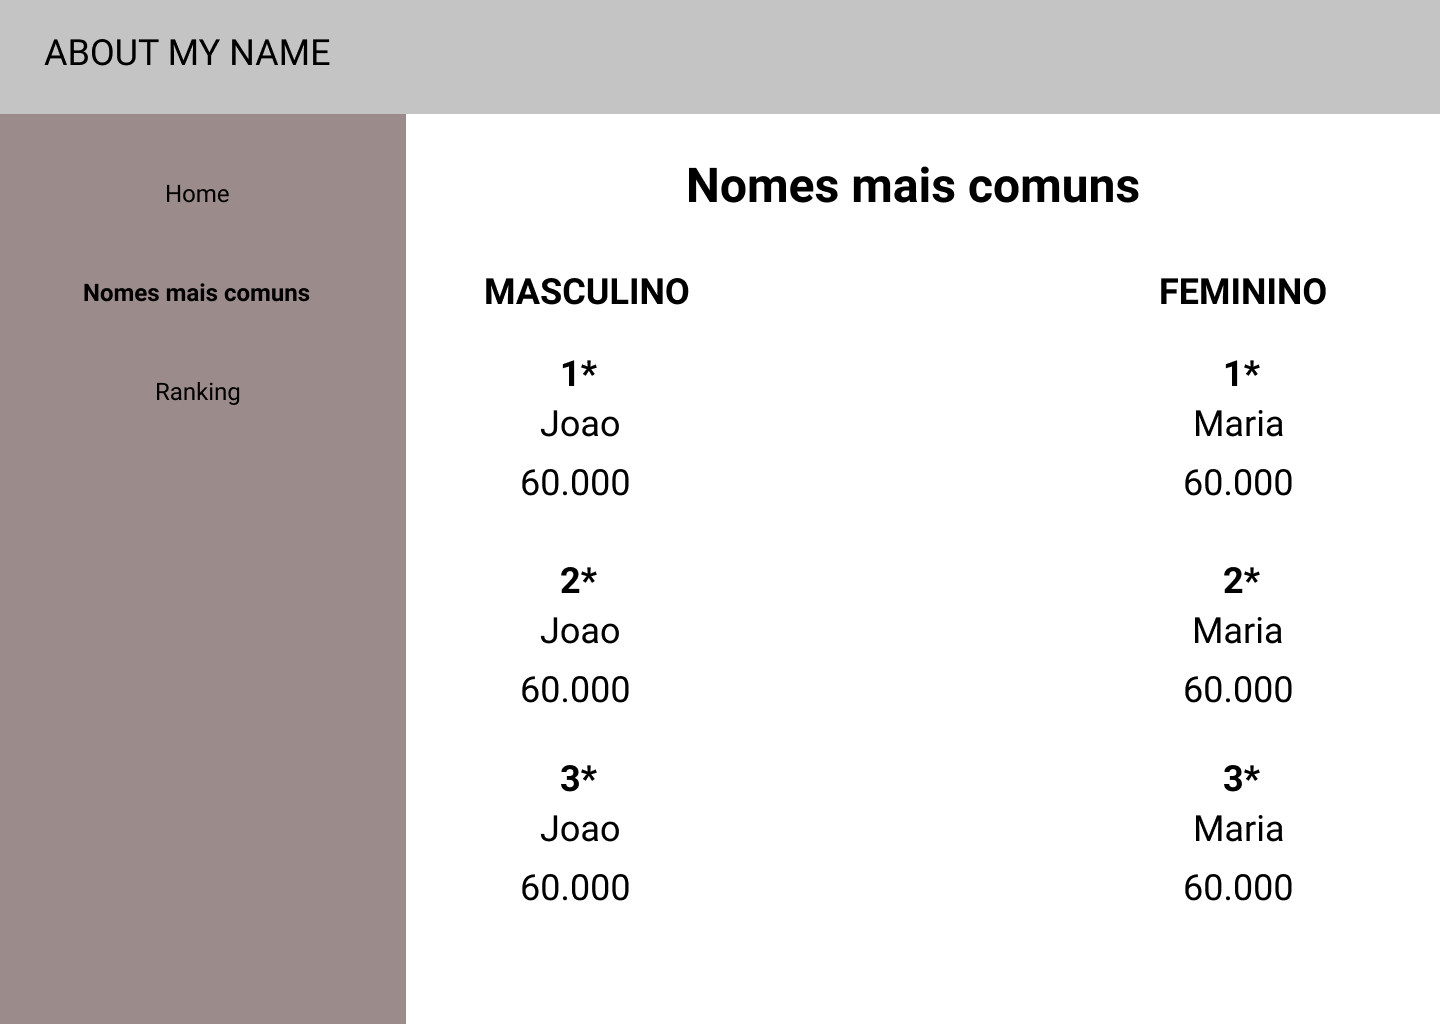 ABOUT MY NAME
Home
Nomes mais comuns
Ranking
Nomes mais comuns
MASCULINO
1*
Joao
60.000
2*
Joao
60.000
3*
Joao
60.000
FEMININO
1*
Maria
60.000
2*
Maria
60.000
3*
Maria
60.000